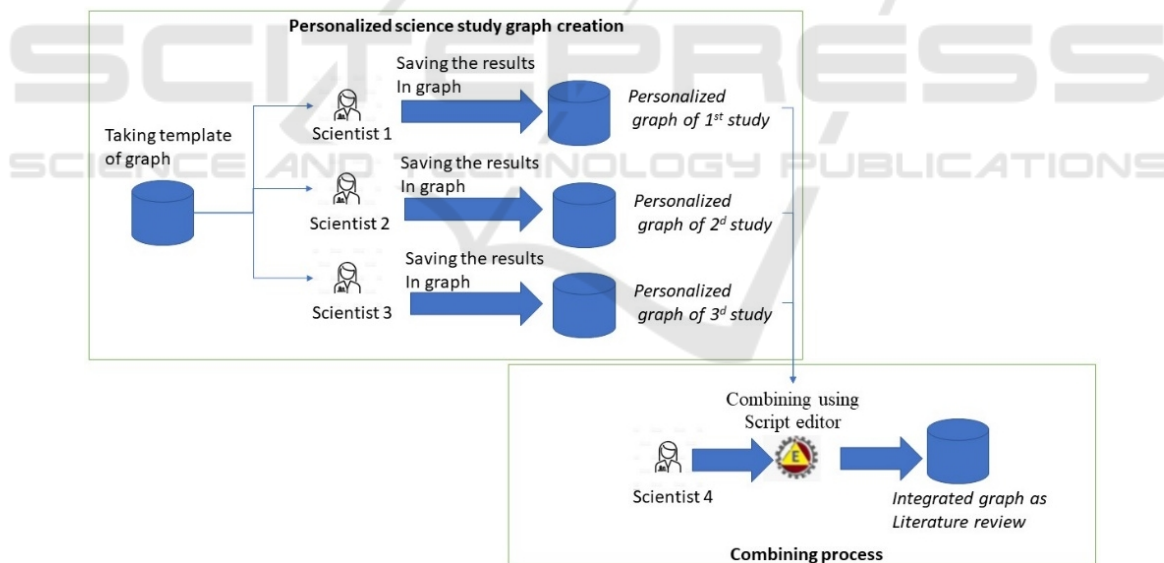 SCITEPRESS
SCIENCE AND TECHNOLOGY PUBLICATIONS
Personalized science study graph creation
Taking template
of graph
Scientist 1
Saving the results
In graph
Personalized
graph of 1st study
Scientist 2
Saving the results
In graph
Personalized
graph of 2d study
Scientist 3
Saving the results
In graph
Personalized
graph of 3d study
Combining using
Script editor
E
Scientist 4
Integrated graph as
Literature review
Combining process